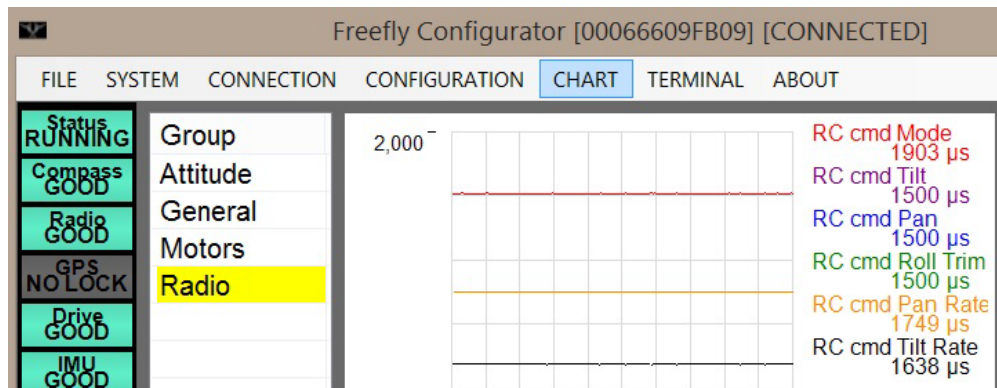 Freefly Configurator [00066609FB09] [CONNECTED]
FILE SYSTEM CONNECTION CONFIGURATION CHART TERMINAL ABOUT
Status
RUNNING
Compass
GOOD
Radio
GOOD
GPS
NO LOCK
Drive
GOOD
IMU
GOOD
Group
Attitude
General
Motors
Radio
2,000
RC cmd Mode
1903 µs
RC cmd Tilt
1500 µs
RC cmd Pan
1500 µs
RC cmd Roll Trim
1500 µs
RC cmd Pan Rate
1749 µs
RC cmd Tilt Rate
1638 µs